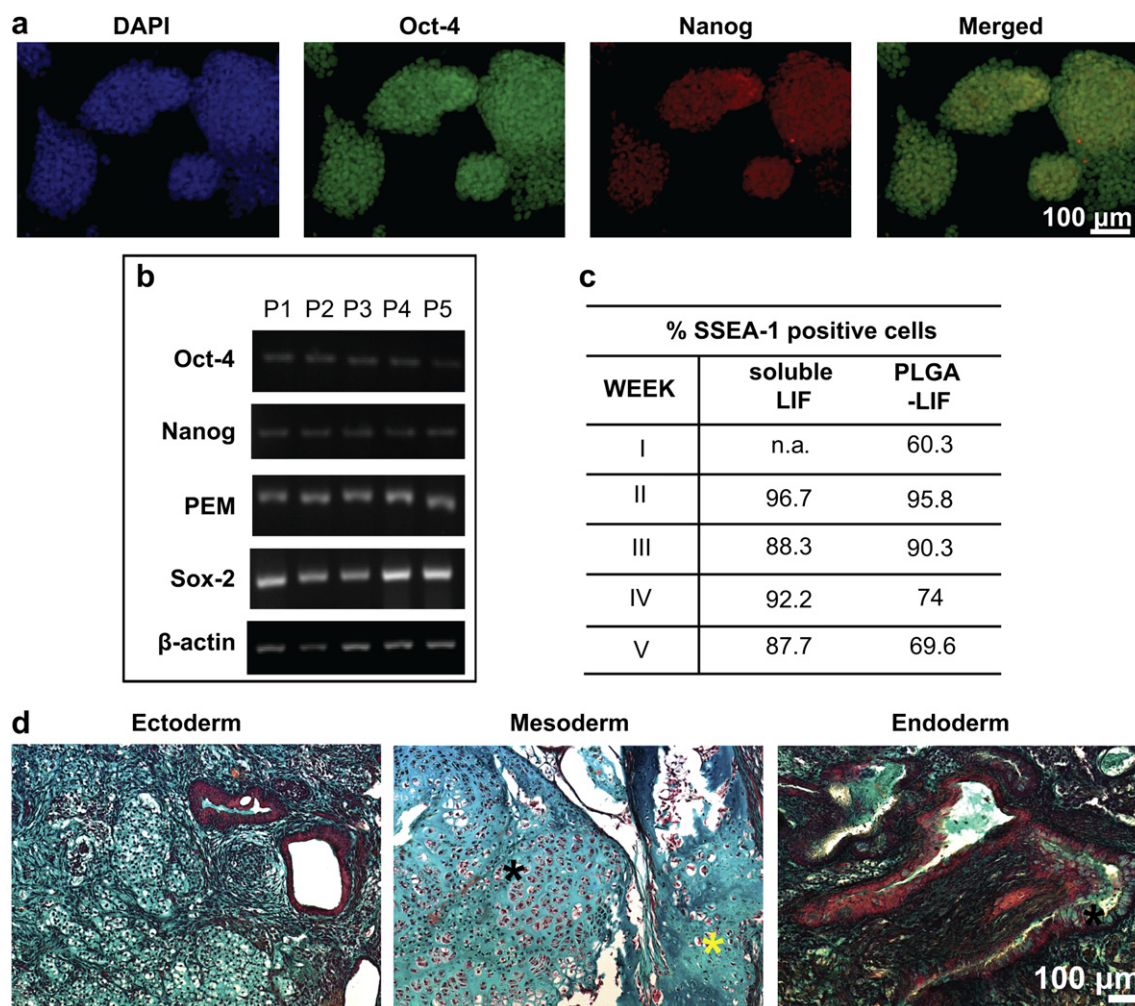 a
DAPI Oct-4 Nanog Merged
100 µm
b
P1 P2 P3 P4 P5
Oct-4
Nanog
PEM
Sox-2
β-actin
c
% SSEA-1 positive cells
WEEK soluble LIF PLGA -LIF
I n.a. 60.3
II 96.7 95.8
III 88.3 90.3
IV 92.2 74
V 87.7 69.6
d
Ectoderm Mesoderm Endoderm
*
*
*
100 µm